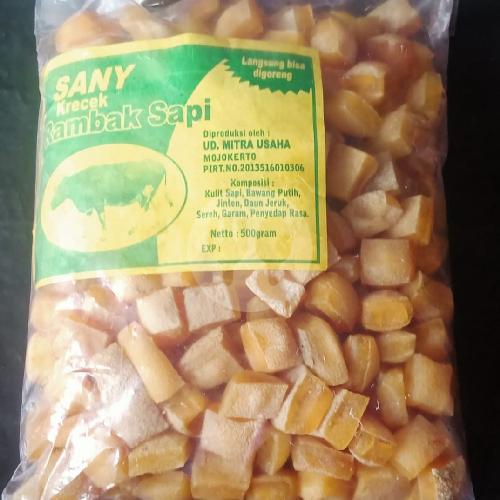 SANY
Krecek
Rambak Sapi
Langsung bisa
digoreng
Diproduksi oleh :
UD. MITRA USAHA
MOJOKERTO
PIRT.NO.2013516010306
Komposisi :
Kulit Sapi, Bawang Putih,
Jinten, Daun Jeruk,
Sereh, Garam, Penyedap Rasa.
Netto : 500gram
EXP :